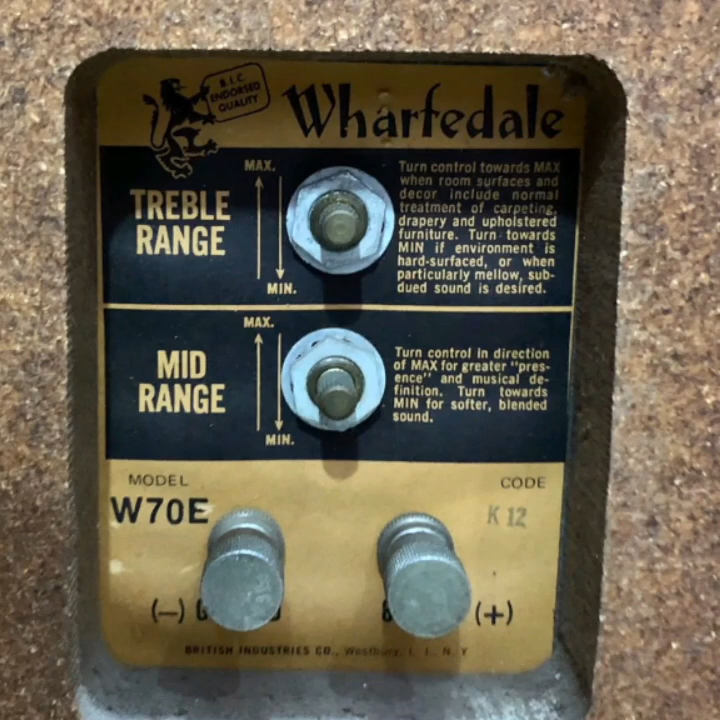 B.I.C.
ENDORSED
QUALITY
Wharfedale
TREBLE
RANGE
MAX.
MIN.
Turn control towards MAX
when room surfaces and
decor include normal
treatment of carpeting,
drapery and upholstered
furniture. Turn towards
MIN if environment is
hard-surfaced, or when
particularly mellow, sub-
dued sound is desired.
MID
RANGE
MAX.
MIN.
Turn control in direction
of MAX for greater "pres-
ence" and musical de-
finition. Turn towards
MIN for softer, blended
sound.
MODEL
CODE
W70E
K 12
(–)
8
(+)
BRITISH INDUSTRIES CO., Westbury, L. I., N. Y